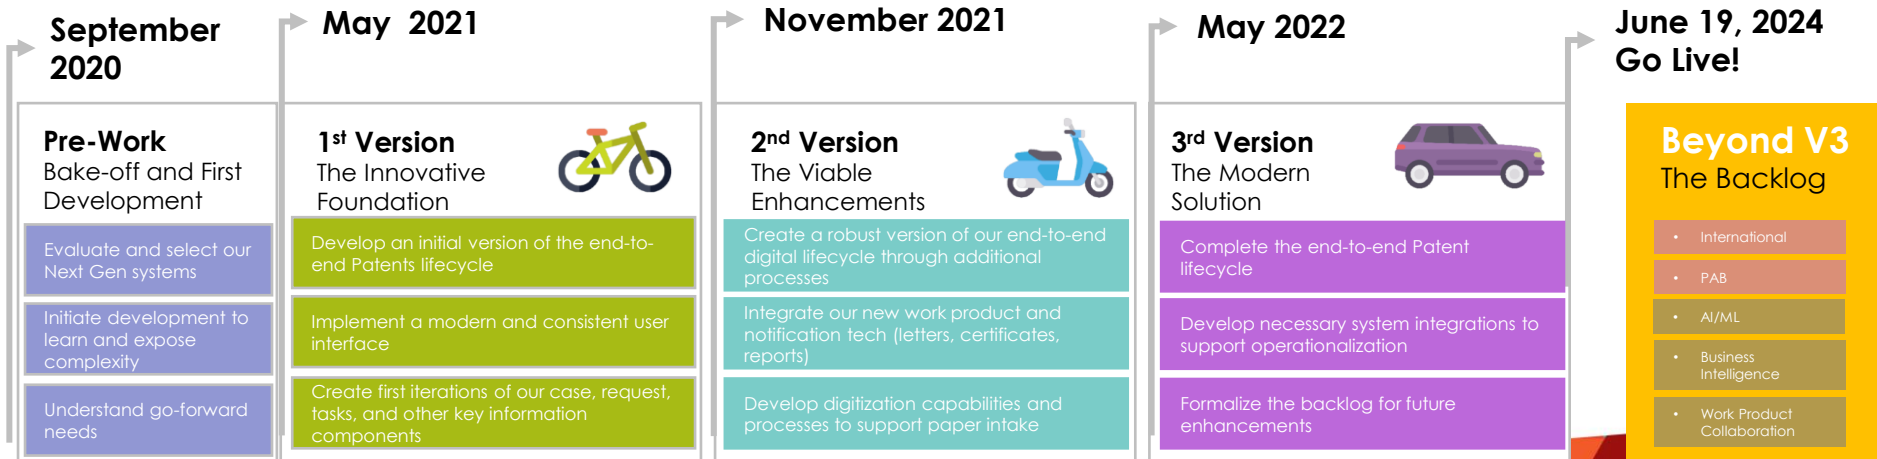 September
2020
Pre-Work
Bake-off and First
Development
Evaluate and select our
Next Gen systems
Initiate development to
learn and expose
complexity
Understand go-forward
needs
May 2021
1st Version
The Innovative
Foundation
Develop an initial version of the end-to-
end Patents lifecycle
Implement a modern and consistent user
interface
Create first iterations of our case, request,
tasks, and other key information
components
November 2021
2nd Version
The Viable
Enhancements
Create a robust version of our end-to-end
digital lifecycle through additional
processes
Integrate our new work product and
notification tech (letters, certificates,
reports)
Develop digitization capabilities and
processes to support paper intake
May 2022
3rd Version
The Modern
Solution
Complete the end-to-end Patent
lifecycle
Develop necessary system integrations to
support operationalization
Formalize the backlog for future
enhancements
June 19, 2024
Go Live!
Beyond V3
The Backlog
• International
• PAB
• AI/ML
• Business
Intelligence
• Work Product
Collaboration